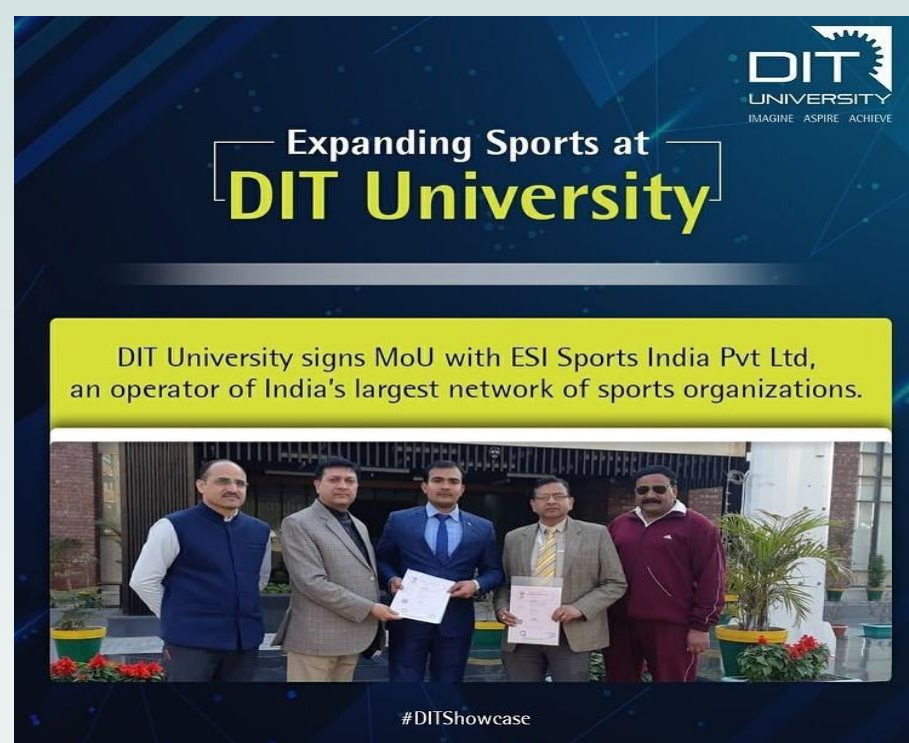 DIT
UNIVERSITY
IMAGINE ASPIRE ACHIEVE
Expanding Sports at
DIT University
DIT University signs MoU with ESI Sports India Pvt Ltd,
an operator of India's largest network of sports organizations.
#DITShowcase